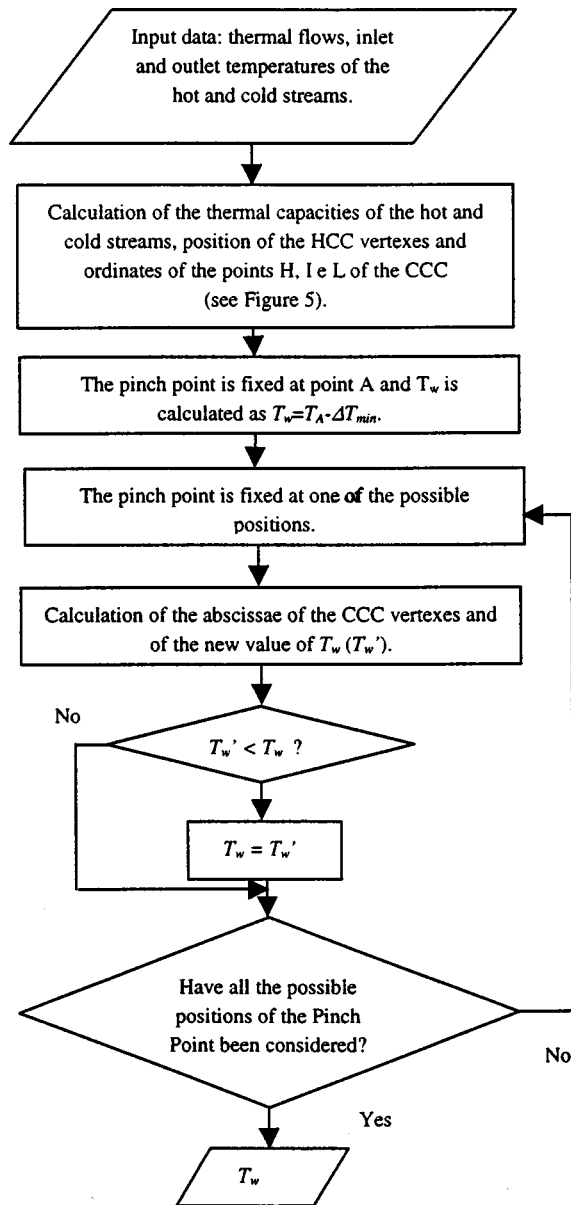 Input data: thermal flows, inlet
and outlet temperatures of the
hot and cold streams.
Calculation of the thermal capacities of the hot and
cold streams, position of the HCC vertexes and
ordinates of the points H, I e L of the CCC
(see Figure 5).
The pinch point is fixed at point A and Tw is
calculated as Tw=TA-ΔTmin.
The pinch point is fixed at one of the possible
positions.
Calculation of the abscissae of the CCC vertexes and
of the new value of Tw (Tw').
No
Tw' < Tw ?
Tw = Tw'
Have all the possible
positions of the Pinch
Point been considered?
No
Yes
Tw